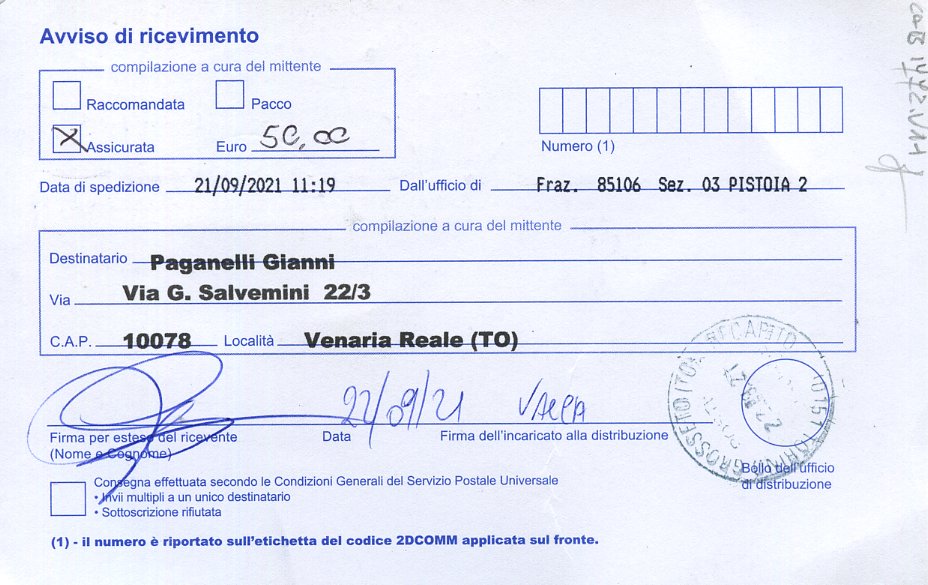 Avviso di ricevimento
compilazione a cura del mittente
Raccomandata Pacco
Assicurata Euro 50,00
Numero (1)
Data di spedizione 21/09/2021 11:19 Dall'ufficio di Fraz. 85106 Sez. 03 PISTOIA 2
compilazione a cura del mittente
Destinatario Paganelli Gianni
Via Via G. Salvemini 22/3
C.A.P. 10078 Località Venaria Reale (TO)
RECAPITO
22/09/21
Firma per esteso del ricevente Data Firma dell'incaricato alla distribuzione
(Nome e Cognome)
Bollo dell'ufficio
di distribuzione
Consegna effettuata secondo le Condizioni Generali del Servizio Postale Universale
• Invii multipli a un unico destinatario
• Sottoscrizione rifiutata
(1) - il numero è riportato sull'etichetta del codice 2DCOMM applicata sul fronte.